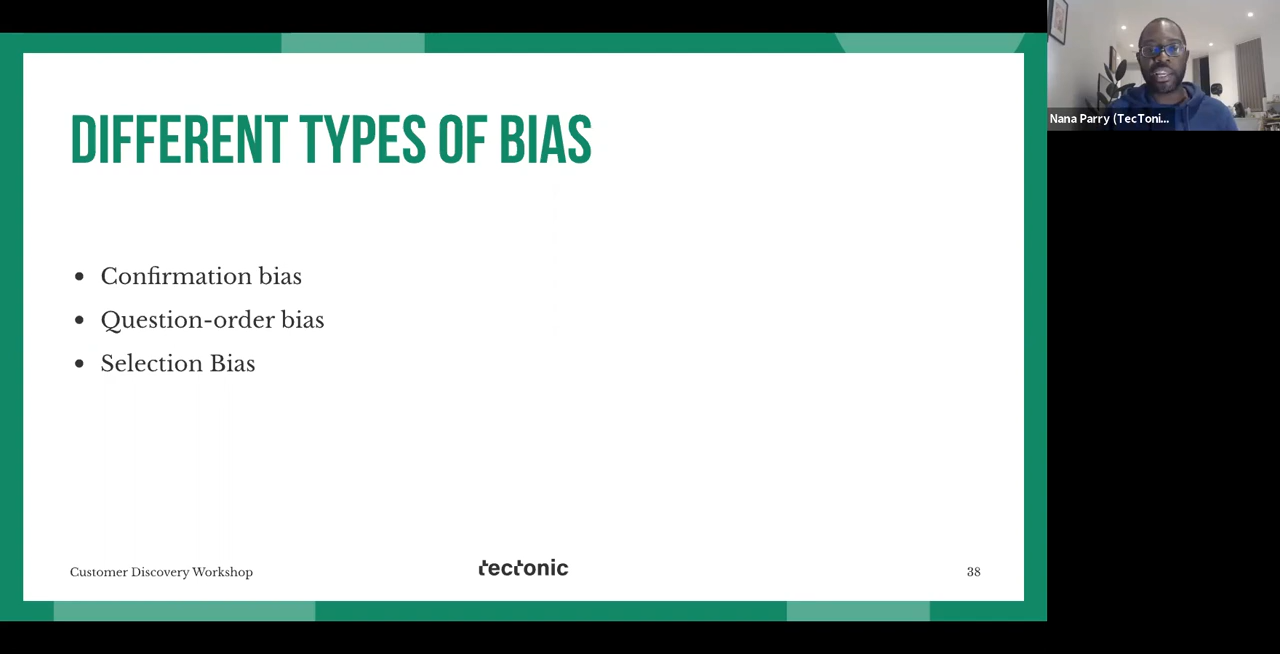 DIFFERENT TYPES OF BIAS
• Confirmation bias
• Question-order bias
• Selection Bias
Customer Discovery Workshop
tectonic
38
Nana Parry (TecToni...